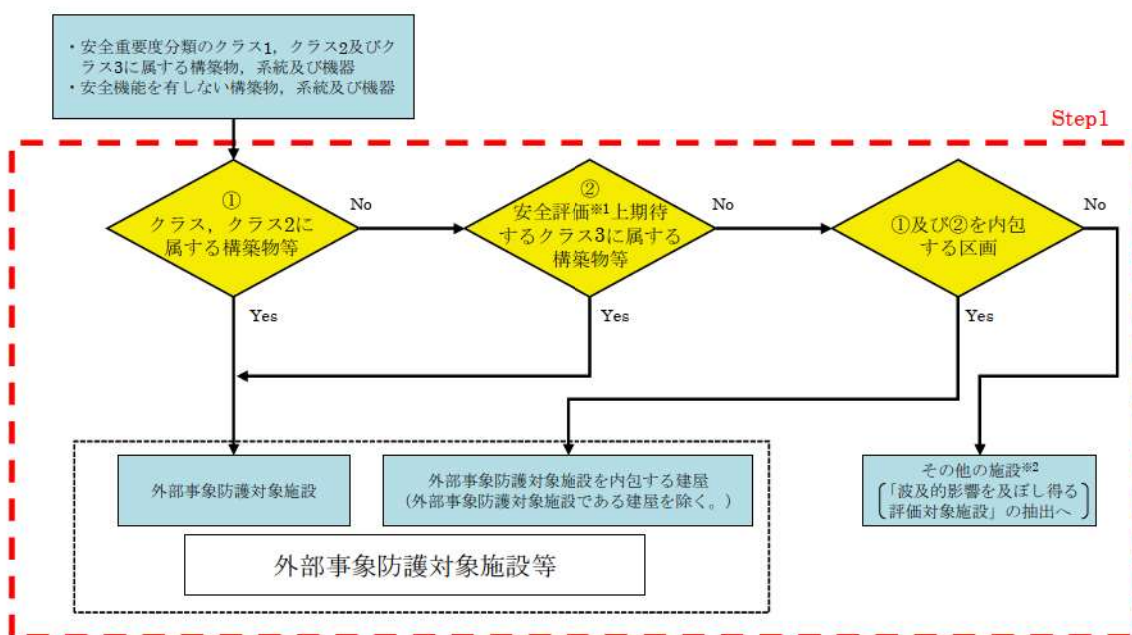 ・安全重要度分類のクラス1，クラス2及びク
ラス3に属する構築物，系統及び機器
・安全機能を有しない構築物，系統及び機器
Step1
①
クラス，クラス2に
属する構築物等
No
Yes
②
安全評価※1上期待
するクラス3に属する
構築物等
No
Yes
①及び②を内包
する区画
No
Yes
外部事象防護対象施設
外部事象防護対象施設を内包する建屋
(外部事象防護対象施設である建屋を除く。)
その他の施設※2
「波及的影響を及ぼし得る
評価対象施設」の抽出へ
外部事象防護対象施設等